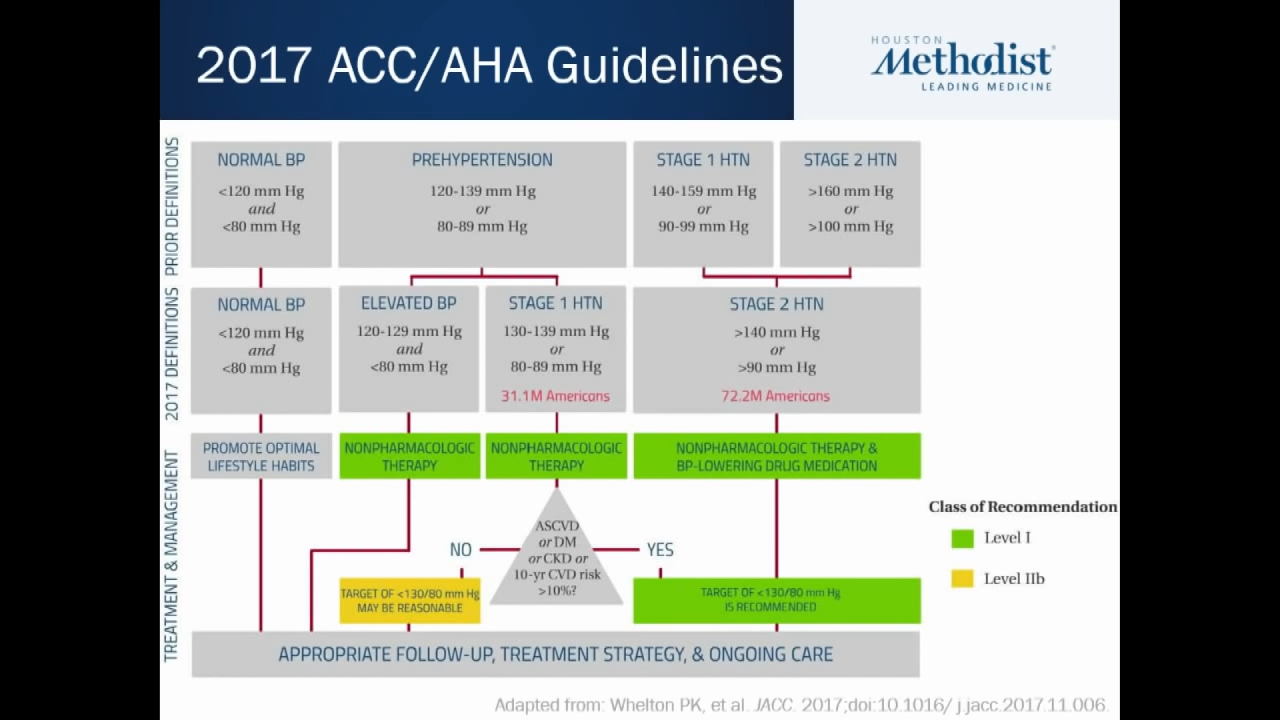 2017 ACC/AHA Guidelines
HOUSTON
Methodist®
LEADING MEDICINE
PRIOR DEFINITIONS
NORMAL BP
<120 mm Hg
and
<80 mm Hg
PREHYPERTENSION
120-139 mm Hg
or
80-89 mm Hg
STAGE 1 HTN
140-159 mm Hg
or
90-99 mm Hg
STAGE 2 HTN
>160 mm Hg
or
>100 mm Hg
2017 DEFINITIONS
NORMAL BP
<120 mm Hg
and
<80 mm Hg
ELEVATED BP
120-129 mm Hg
and
<80 mm Hg
STAGE 1 HTN
130-139 mm Hg
or
80-89 mm Hg
31.1M Americans
STAGE 2 HTN
>140 mm Hg
or
>90 mm Hg
72.2M Americans
TREATMENT & MANAGEMENT
PROMOTE OPTIMAL
LIFESTYLE HABITS
NONPHARMACOLOGIC
THERAPY
NONPHARMACOLOGIC
THERAPY
NONPHARMACOLOGIC THERAPY &
BP-LOWERING DRUG MEDICATION
ASCVD
or DM
or CKD or
10-yr CVD risk
>10%?
NO
YES
TARGET OF <130/80 mm Hg
MAY BE REASONABLE
TARGET OF <130/80 mm Hg
IS RECOMMENDED
Class of Recommendation
Level I
Level IIb
APPROPRIATE FOLLOW-UP, TREATMENT STRATEGY, & ONGOING CARE
Adapted from: Whelton PK, et al. JACC. 2017;doi:10.1016/ j.jacc.2017.11.006.